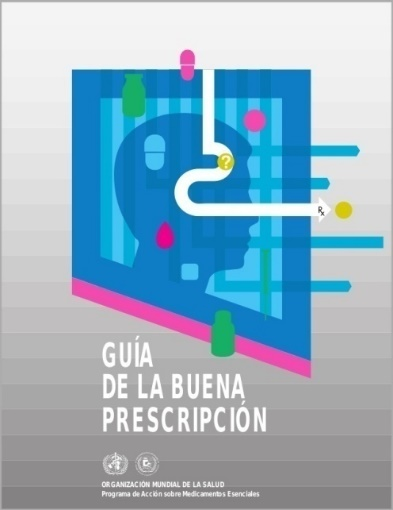 ?
℞
GUÍA
DE LA BUENA
PRESCRIPCIÓN
ORGANIZACIÓN MUNDIAL DE LA SALUD
Programa de Acción sobre Medicamentos Esenciales